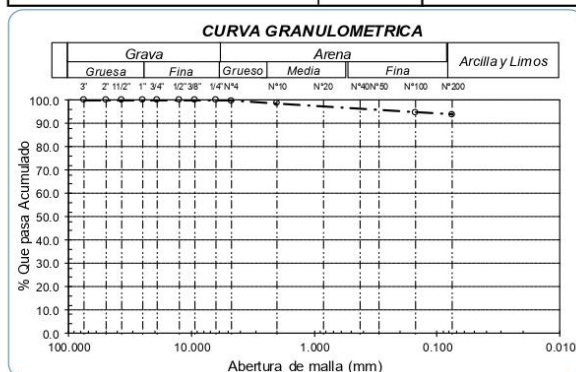 CURVA GRANULOMETRICA
Grava Arena Arcilla y Limos
Gruesa Fina Grueso Media Fina
3" 2" 11/2" 1" 3/4" 1/2" 3/8" 1/4" N°4 N°10 N°20 N°40 N°50 N°100 N°200
% Que pasa Acumulado
100.0
90.0
80.0
70.0
60.0
50.0
40.0
30.0
20.0
10.0
0.0
100.000 10.000 1.000 0.100 0.010
Abertura de malla (mm)